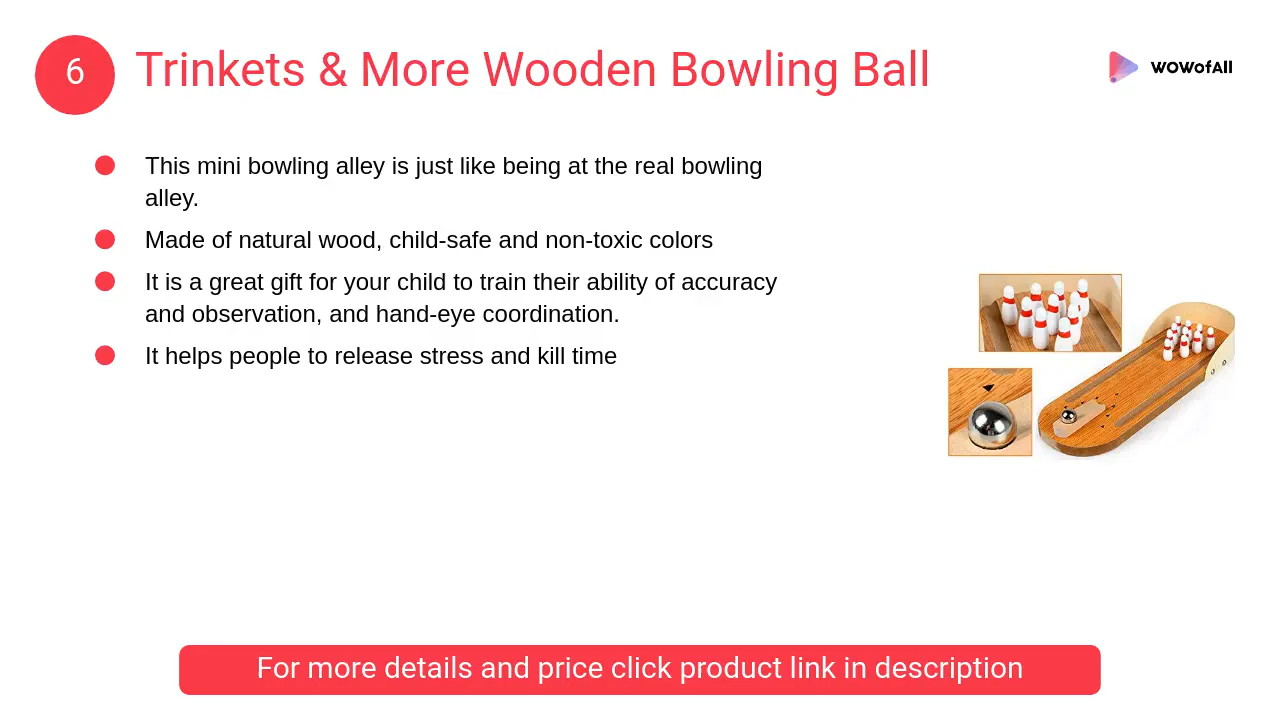 6
Trinkets & More Wooden Bowling Ball
WOWofAll
This mini bowling alley is just like being at the real bowling
alley.
Made of natural wood, child-safe and non-toxic colors
It is a great gift for your child to train their ability of accuracy
and observation, and hand-eye coordination.
It helps people to release stress and kill time
For more details and price click product link in description